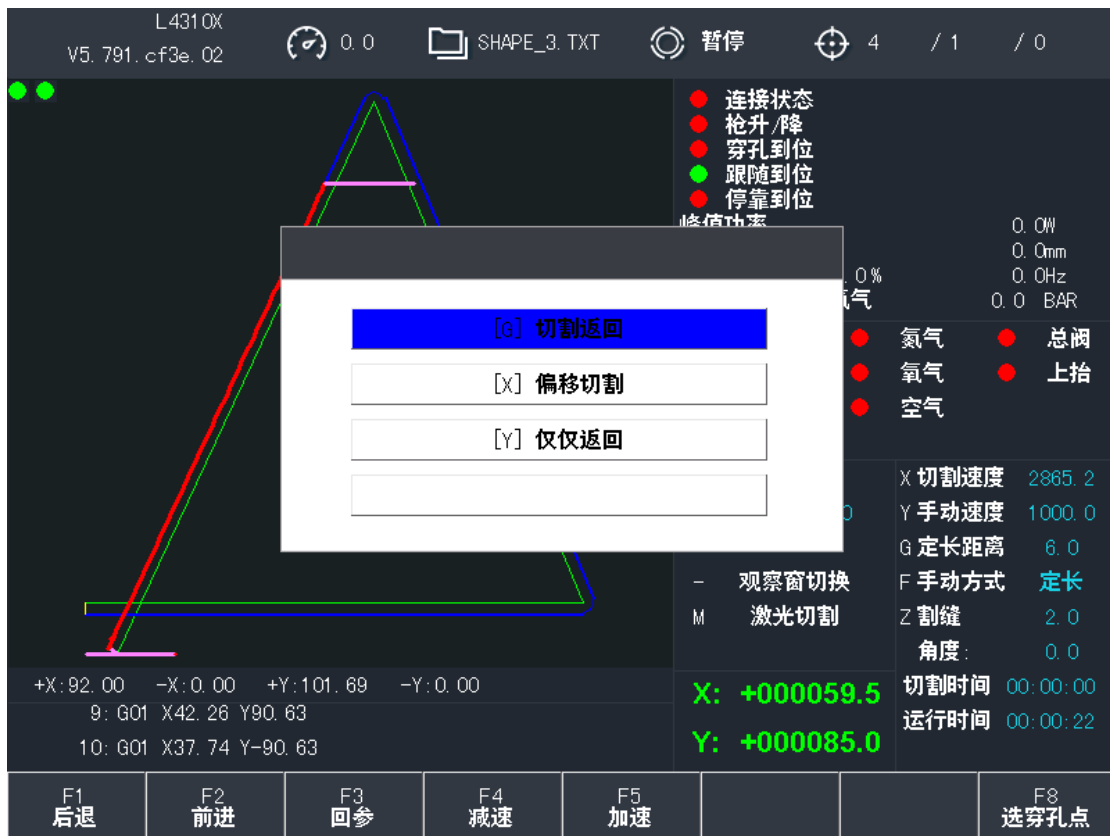 L4310X
V5.791.cf3e.02
0.0
SHAPE_3.TXT
暂停
4 /1 /0
连接状态
枪升/降
穿孔到位
跟随到位
停靠到位
峰值功率 0.0W
0.0mm
.0% 0.0Hz
气 0.0 BAR
[G] 切割返回
[X] 偏移切割
[Y] 仅仅返回
氮气 总阀
氧气 上抬
空气
X 切割速度 2865.2
0 Y 手动速度 1000.0
G 定长距离 6.0
- 观察窗切换 F 手动方式 定长
M 激光切割 Z 割缝 2.0
角度: 0.0
+X:92.00 -X:0.00 +Y:101.69 -Y:0.00
9: G01 X42.26 Y90.63
10: G01 X37.74 Y-90.63
X: +000059.5
Y: +000085.0
切割时间 00:00:00
运行时间 00:00:22
F1 后退
F2 前进
F3 回参
F4 减速
F5 加速
F8 选穿孔点